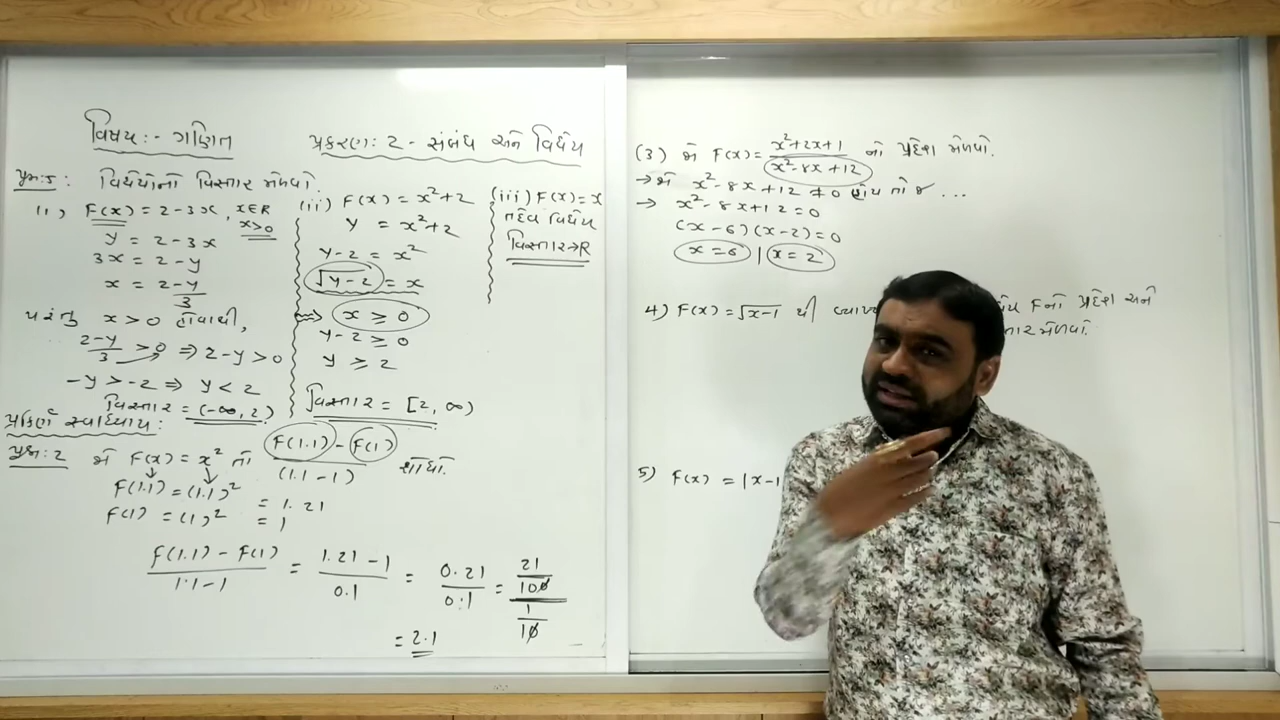 વિષય:- ગણિત
પ્રકરણ: 2 - સંબંધ અને વિધેય
પ્રશ્ન:5: વિધેયોનો વિસ્તાર મેળવો.
(i) F(x) = 2-3x, x∈R
x>0
y = 2-3x
3x = 2-y
x = 2-y/3
પરંતુ x>0 હોવાથી,
2-y/3 >0 ⇒ 2-y>0
-y>-2 ⇒ y<2
વિસ્તાર = (-∞, 2)
(ii) F(x) = x²+2
y = x²+2
y-2 = x²
√y-2 = x
⇒ x ≥ 0
y-2 ≥ 0
y ≥ 2
વિસ્તાર = [2, ∞)
(iii) F(x)=x
તદેવ વિધેય
વિસ્તાર→R
પ્રકીર્ણ સ્વાધ્યાય:
પ્રશ્ન:2 જો F(x) = x² તો F(1.1)-F(1)/(1.1-1) શોધો.
F(1.1) = (1.1)² = 1.21
F(1) = (1)² = 1
f(1.1)-F(1)/1.1-1 = 1.21-1/0.1 = 0.21/0.1 = 21/100/1/10
= 2.1
(3) જો F(x) = x²+2x+1/x²-8x+12 નો પ્રદેશ મેળવો.
→ જો x²-8x+12 ≠0 હોય તો જ ...
→ x²-8x+12=0
(x-6)(x-2)=0
x=6 | x=2
4) F(x)=√x-1 થી Fનો પ્રદેશ અને
મેળવો.
5) F(x) = |x-1